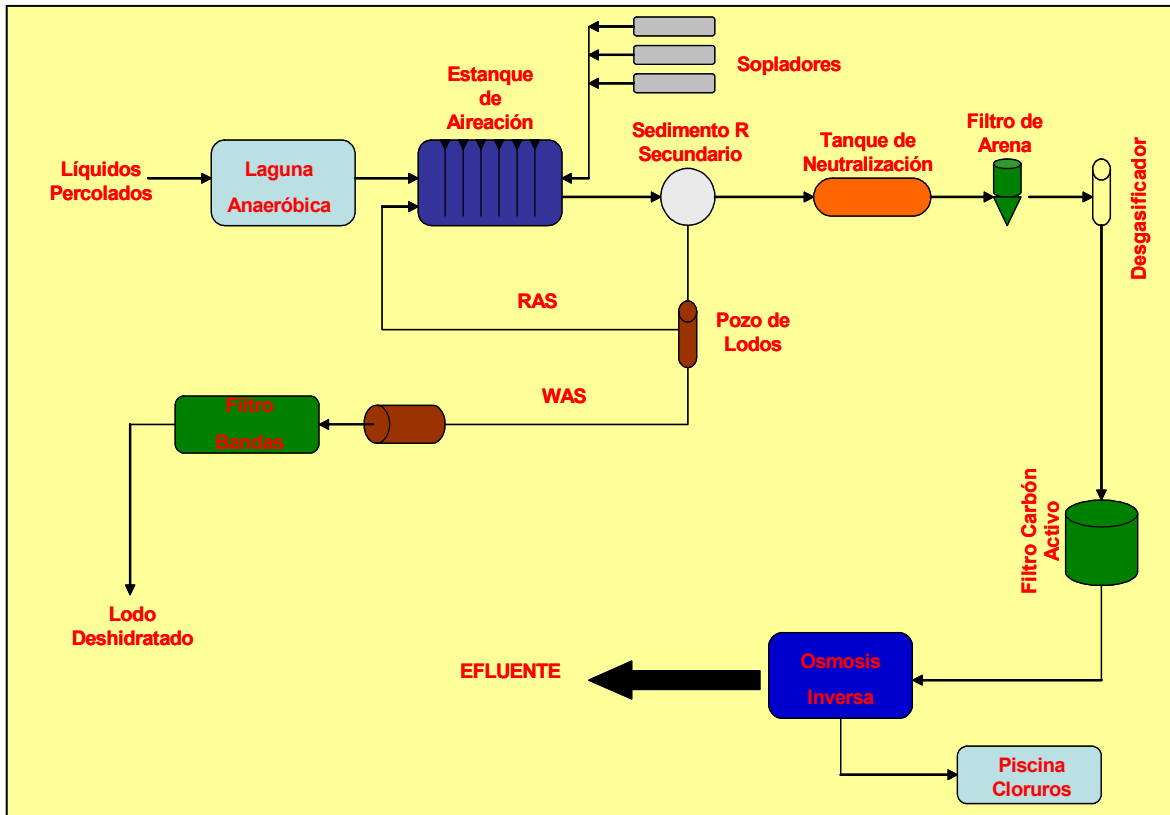 Sopladores
Estanque
de
Aireación
Sedimento R
Secundario
Tanque de
Neutralización
Filtro de
Arena
Líquidos
Percolados
Laguna
Anaeróbica
Desgasificador
RAS
Pozo de
Lodos
WAS
Filtro
Bandas
Filtro Carbón
Activo
Lodo
Deshidratado
EFLUENTE
Osmosis
Inversa
Piscina
Cloruros